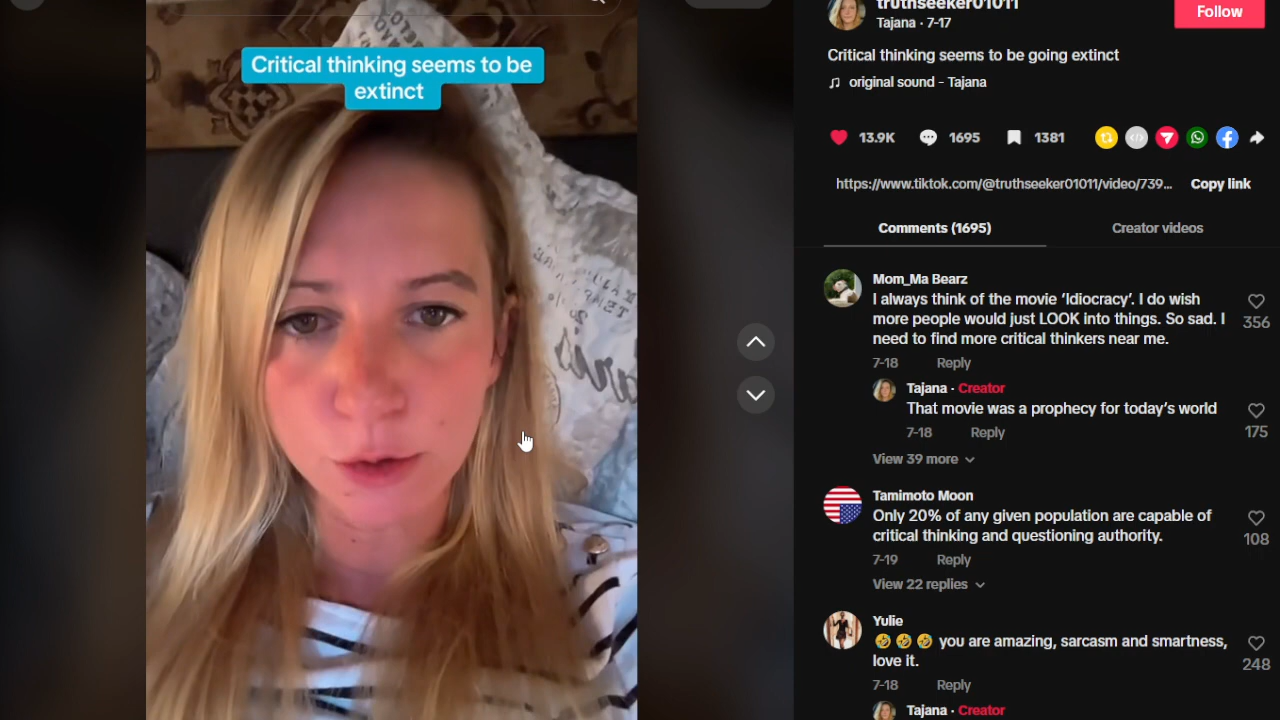 Critical thinking seems to be
extinct
truthseeker01011
Tajana · 7-17
Follow
Critical thinking seems to be going extinct
original sound - Tajana
13.9K
1695
1381
https://www.tiktok.com/@truthseeker01011/video/739...
Copy link
Comments (1695)
Creator videos
Mom_Ma Bearz
I always think of the movie ‘Idiocracy’. I do wish
more people would just LOOK into things. So sad. I
need to find more critical thinkers near me.
356
7-18
Reply
Tajana · Creator
That movie was a prophecy for today’s world
175
7-18
Reply
View 39 more
Tamimoto Moon
Only 20% of any given population are capable of
critical thinking and questioning authority.
108
7-19
Reply
View 22 replies
Yulie
🤣 🤣 🤣 you are amazing, sarcasm and smartness,
love it.
248
7-18
Reply
Tajana · Creator